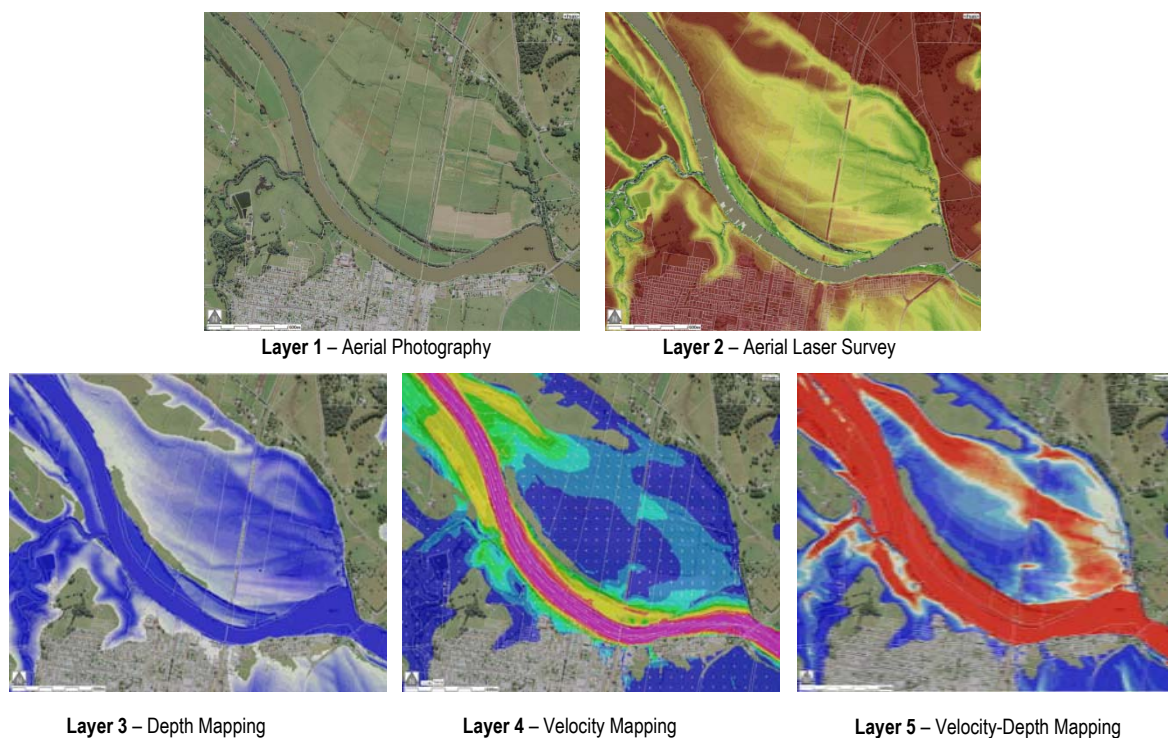 Layer 1 – Aerial Photography
Layer 2 – Aerial Laser Survey
Layer 3 – Depth Mapping
Layer 4 – Velocity Mapping
Layer 5 – Velocity-Depth Mapping